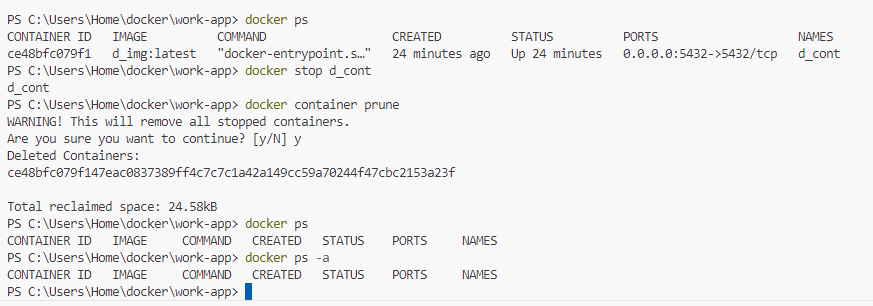 PS C:\Users\Home\docker\work-app> docker ps
CONTAINER ID   IMAGE          COMMAND                  CREATED          STATUS          PORTS                    NAMES
ce48bfc079f1   d_img:latest   "docker-entrypoint.s…"   24 minutes ago   Up 24 minutes   0.0.0.0:5432->5432/tcp   d_cont
PS C:\Users\Home\docker\work-app> docker stop d_cont
d_cont
PS C:\Users\Home\docker\work-app> docker container prune
WARNING! This will remove all stopped containers.
Are you sure you want to continue? [y/N] y
Deleted Containers:
ce48bfc079f147eac0837389ff4c7c7c1a42a149cc59a70244f47cbc2153a23f
Total reclaimed space: 24.58kB
PS C:\Users\Home\docker\work-app> docker ps
CONTAINER ID   IMAGE     COMMAND   CREATED   STATUS    PORTS     NAMES
PS C:\Users\Home\docker\work-app> docker ps -a
CONTAINER ID   IMAGE     COMMAND   CREATED   STATUS    PORTS     NAMES
PS C:\Users\Home\docker\work-app>